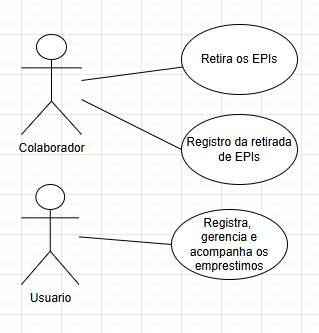 Retira os EPIs
Registro da retirada
de EPIs
Colaborador
Registra,
gerencia e
acompanha os
emprestimos
Usuario